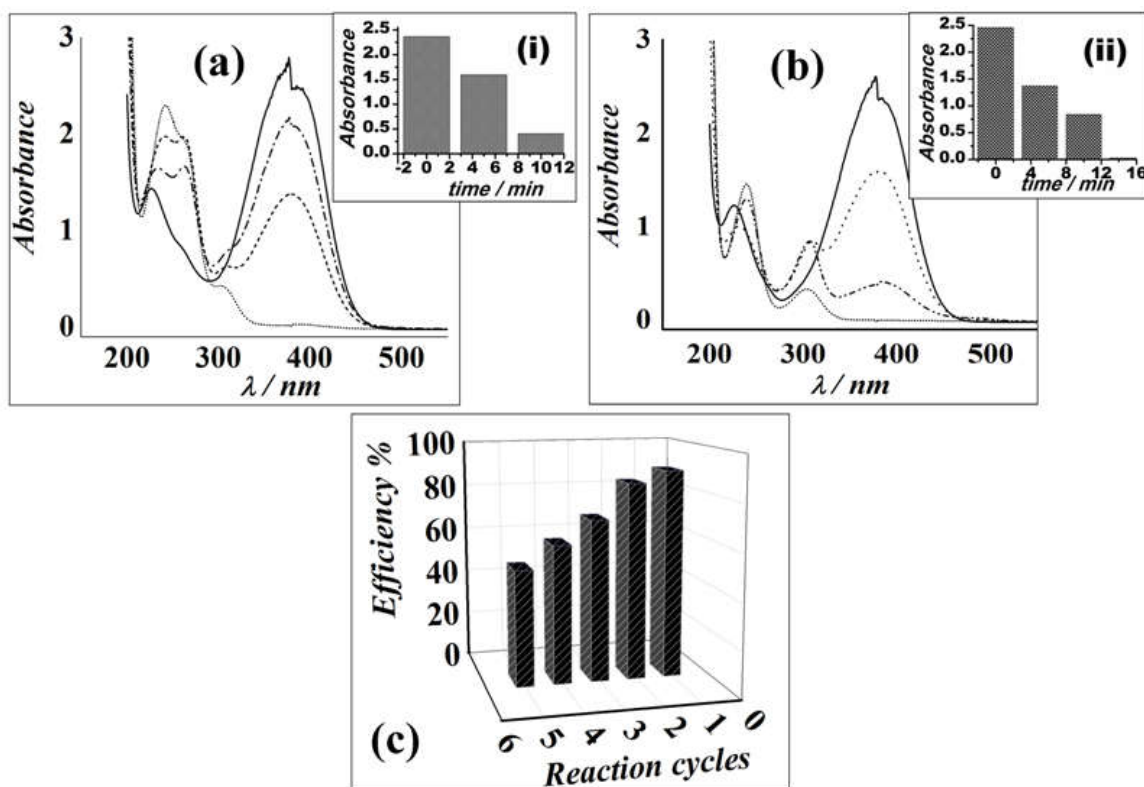 (a)
3
2
1
0
Absorbance
200 300 400 500
λ / nm
(i)
2.5
2.0
1.5
1.0
0.5
0.0
Absorbance
-2 0 2 4 6 8 10 12
time / min
(b)
3
2
1
0
Absorbance
200 300 400 500
λ / nm
(ii)
2.5
2.0
1.5
1.0
0.5
0.0
Absorbance
0 4 8 12 16
time / min
(c)
100
80
60
40
20
0
Efficiency %
6 5 4 3 2 1 0
Reaction cycles